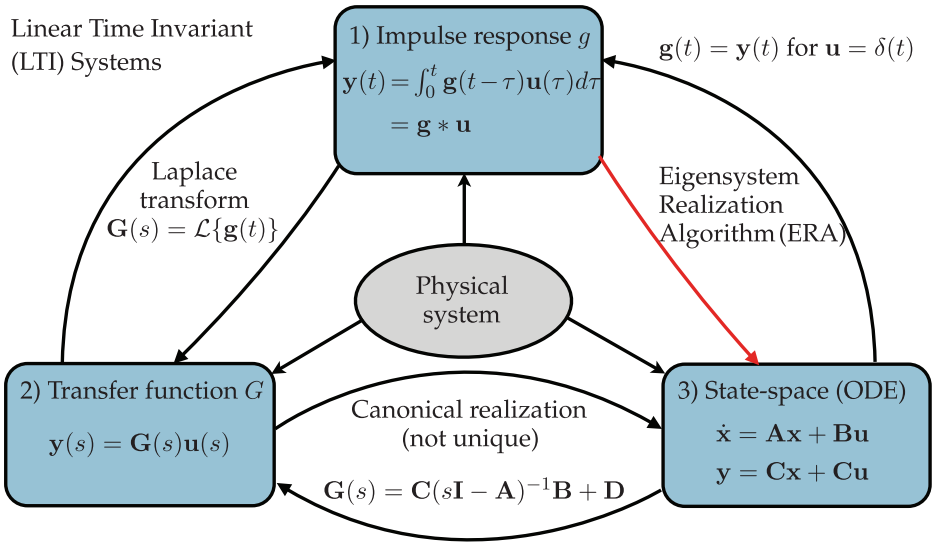 Linear Time Invariant
(LTI) Systems
1) Impulse response g
y(t) = ∫₀ᵗ g(t−τ)u(τ)dτ
= g ∗ u
g(t) = y(t) for u = δ(t)
Laplace
transform
G(s) = ℒ{g(t)}
Eigensystem
Realization
Algorithm (ERA)
Physical
system
2) Transfer function G
y(s) = G(s)u(s)
Canonical realization
(not unique)
G(s) = C(sI − A)⁻¹B + D
3) State-space (ODE)
ẋ = Ax + Bu
y = Cx + Cu